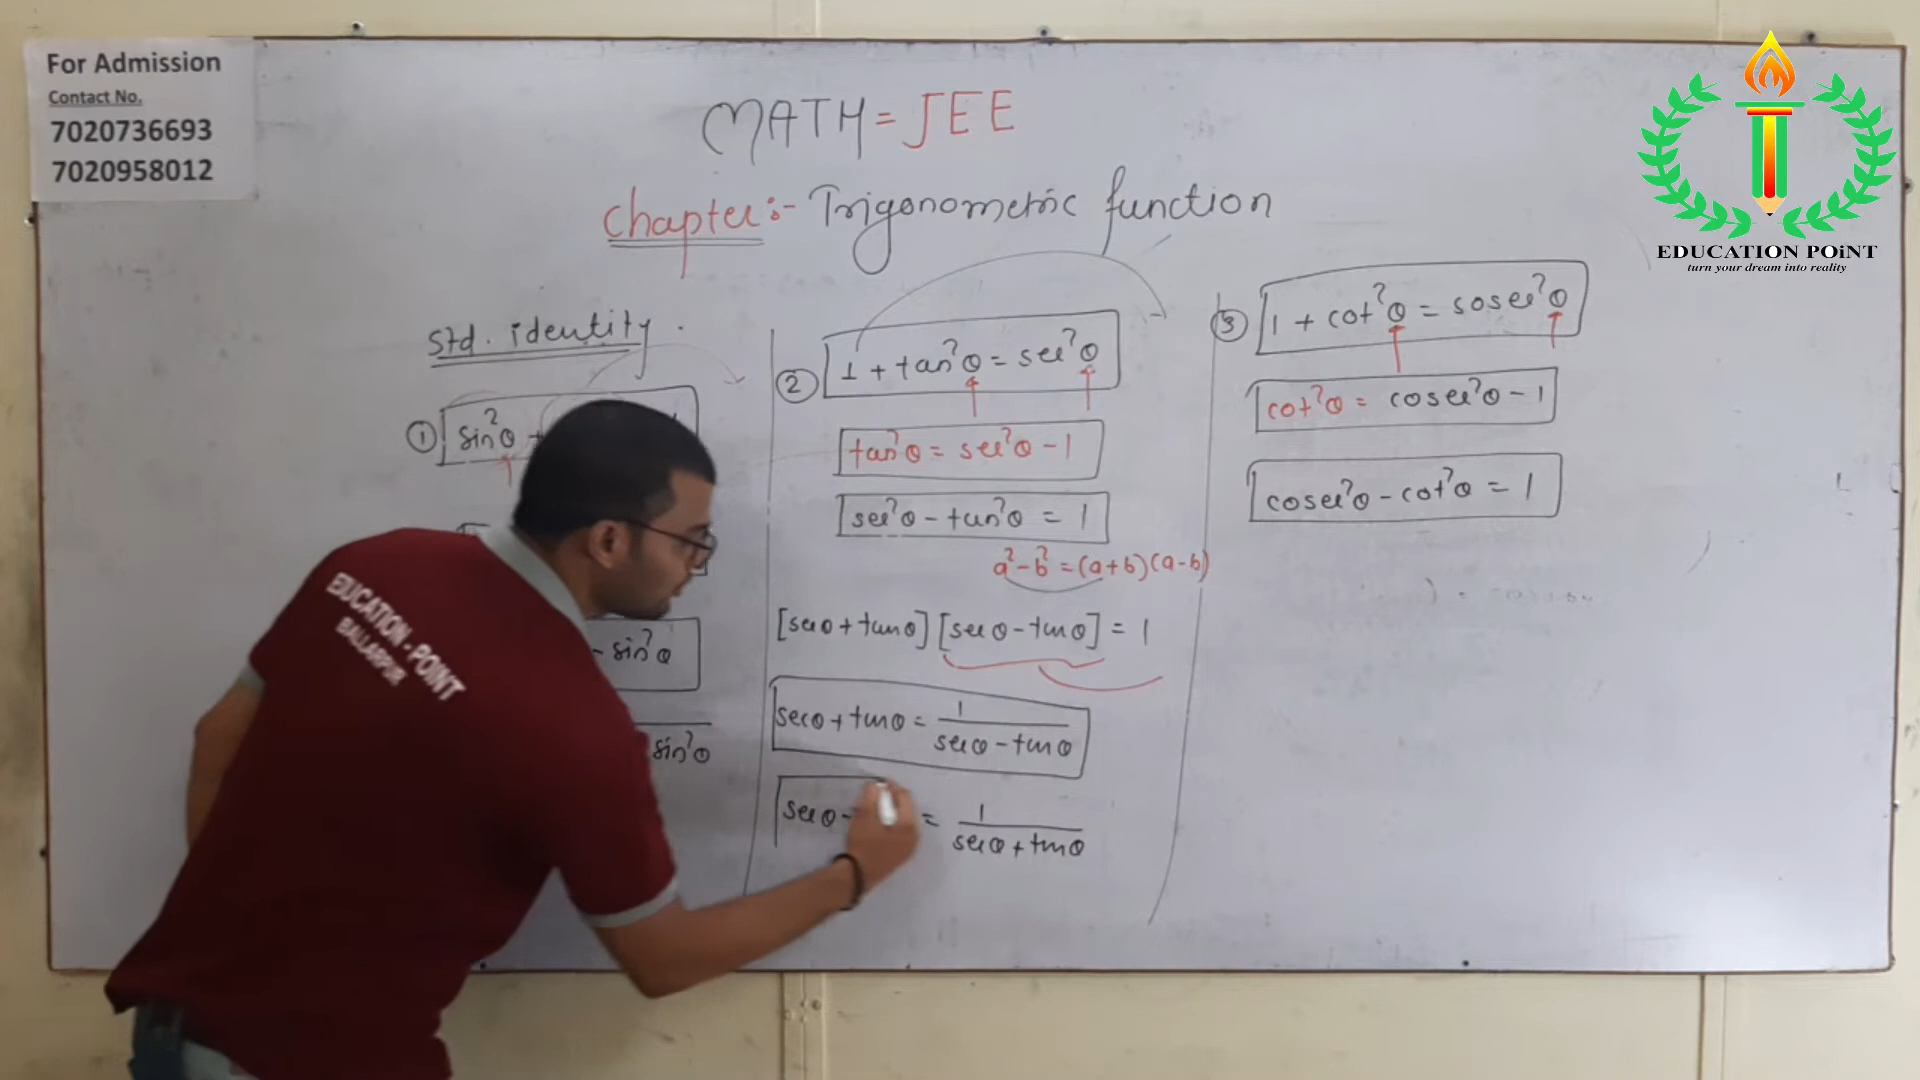 For Admission
Contact No.
7020736693
7020958012
MATH = JEE
Chapter :- Trigonometric function
Std. identity.
① sin²θ +
- sin²θ
sin²θ
② 1 + tan²θ = sec²θ
tan²θ = sec²θ - 1
sec²θ - tan²θ = 1
a² - b² = (a+b)(a-b)
[secθ + tanθ] [secθ - tanθ] = 1
secθ + tanθ = 1 / secθ - tanθ
secθ - = 1 / secθ + tanθ
③ 1 + cot²θ = cosec²θ
cot²θ = cosec²θ - 1
cosec²θ - cot²θ = 1
EDUCATION POiNT
turn your dream into reality
EDUCATION - POINT
BALLARPUR